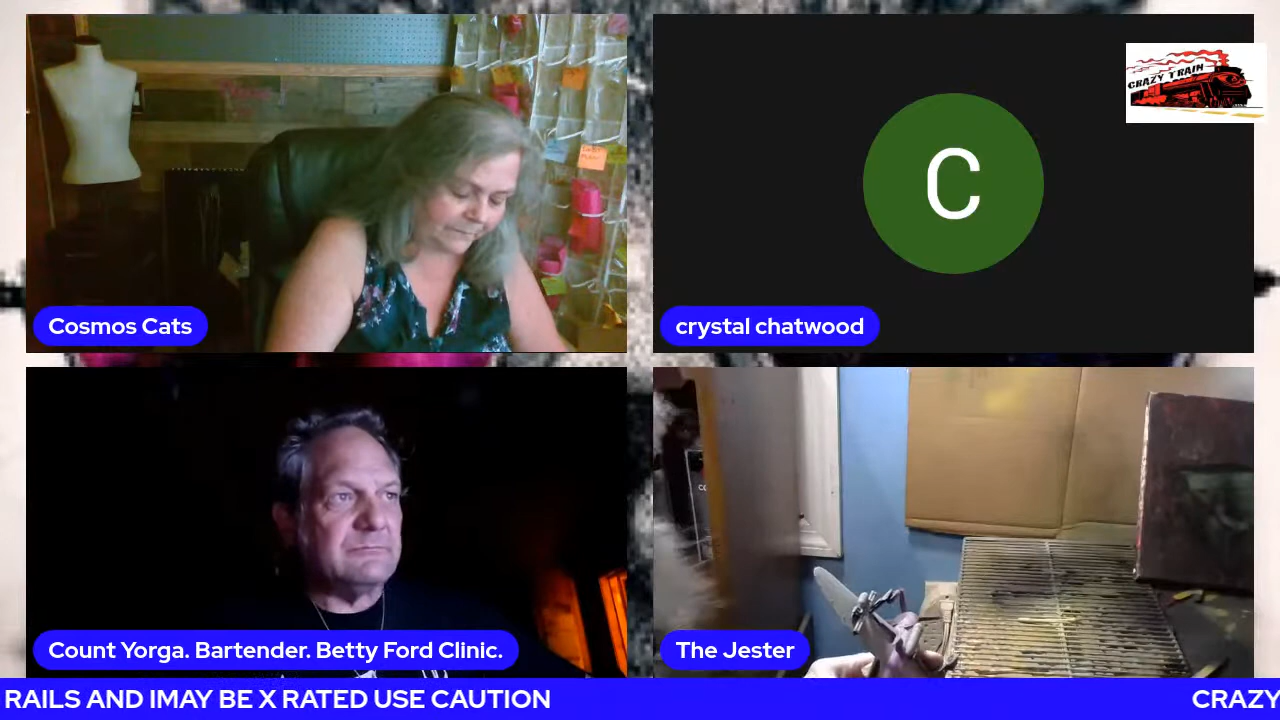 CRAZY TRAIN
C
Cosmos Cats
crystal chatwood
Count Yorga. Bartender. Betty Ford Clinic.
The Jester
RAILS AND IMAY BE X RATED USE CAUTION
CRAZY